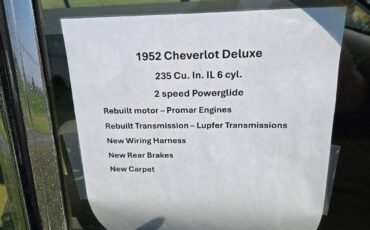 1952 Cheverlot Deluxe
235 Cu. In. IL 6 cyl.
2 speed Powerglide
Rebuilt motor – Promar Engines
Rebuilt Transmission – Lupfer Transmissions
New Wiring Harness
New Rear Brakes
New Carpet